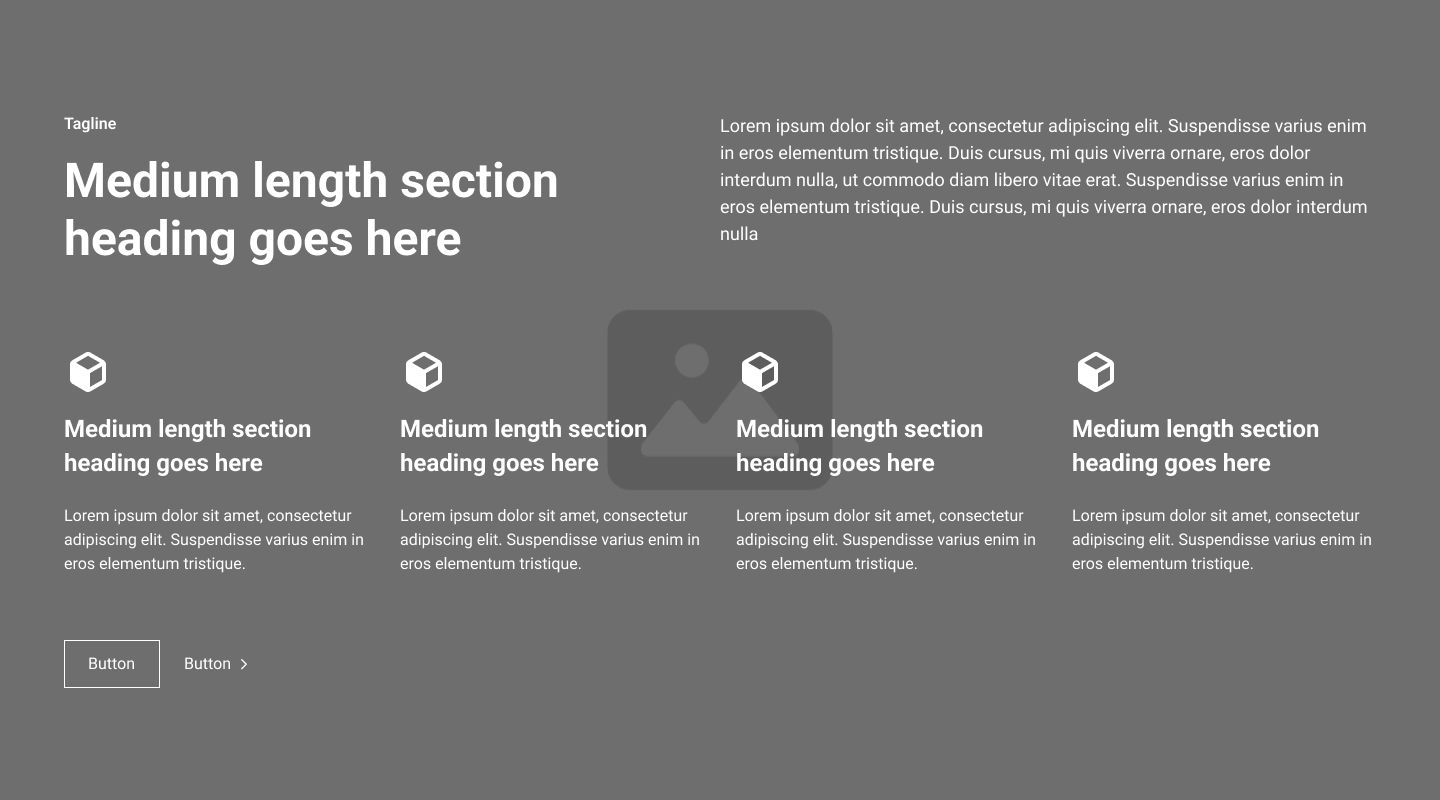 Tagline
Medium length section
heading goes here
Lorem ipsum dolor sit amet, consectetur adipiscing elit. Suspendisse varius enim
in eros elementum tristique. Duis cursus, mi quis viverra ornare, eros dolor
interdum nulla, ut commodo diam libero vitae erat. Suspendisse varius enim in
eros elementum tristique. Duis cursus, mi quis viverra ornare, eros dolor interdum
nulla
Medium length section
heading goes here
Lorem ipsum dolor sit amet, consectetur
adipiscing elit. Suspendisse varius enim in
eros elementum tristique.
Medium length section
heading goes here
Lorem ipsum dolor sit amet, consectetur
adipiscing elit. Suspendisse varius enim in
eros elementum tristique.
Medium length section
heading goes here
Lorem ipsum dolor sit amet, consectetur
adipiscing elit. Suspendisse varius enim in
eros elementum tristique.
Medium length section
heading goes here
Lorem ipsum dolor sit amet, consectetur
adipiscing elit. Suspendisse varius enim in
eros elementum tristique.
Button
Button